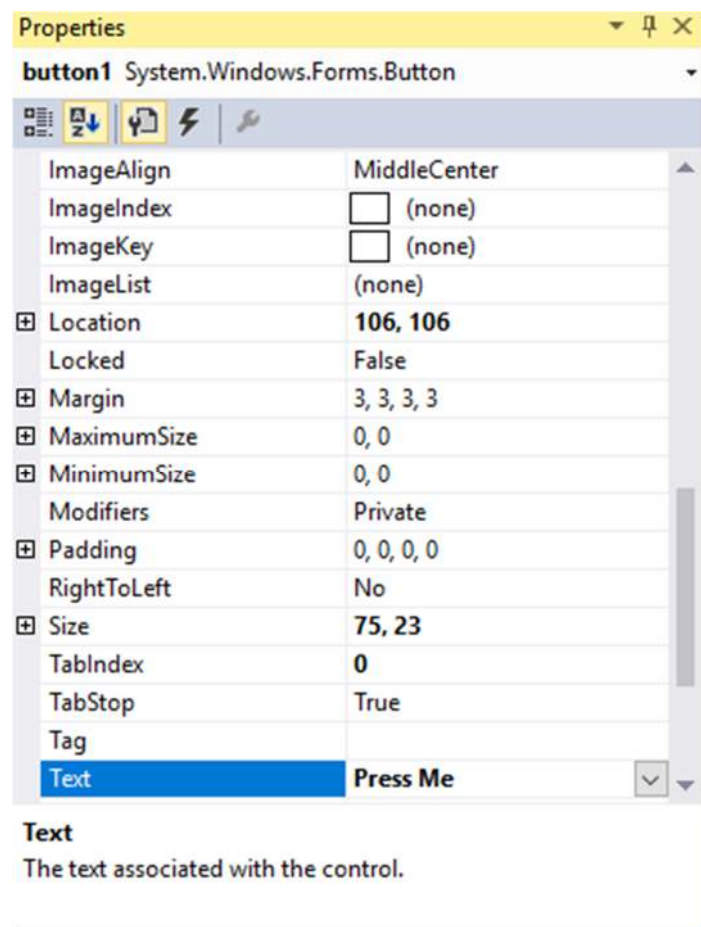 Properties
button1 System.Windows.Forms.Button
ImageAlign MiddleCenter
ImageIndex (none)
ImageKey (none)
ImageList (none)
Location 106, 106
Locked False
Margin 3, 3, 3, 3
MaximumSize 0, 0
MinimumSize 0, 0
Modifiers Private
Padding 0, 0, 0, 0
RightToLeft No
Size 75, 23
TabIndex 0
TabStop True
Tag
Text Press Me
Text
The text associated with the control.